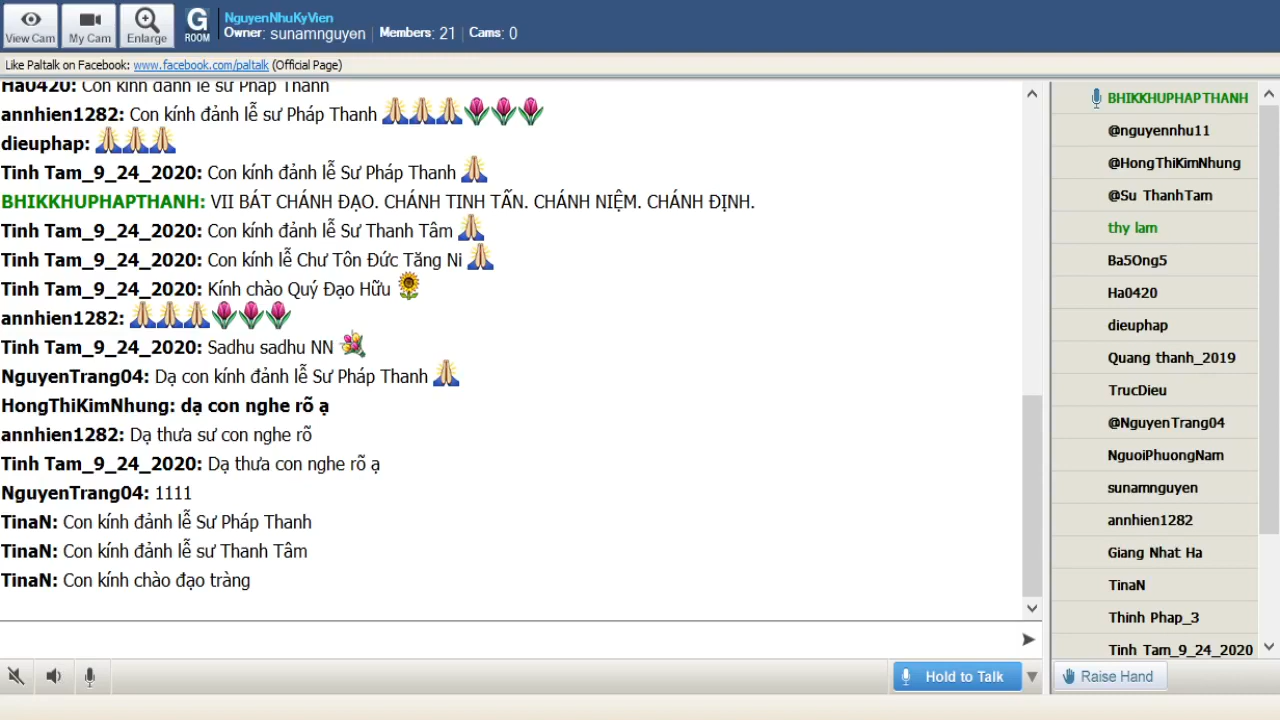 View Cam
My Cam
Enlarge
G
ROOM
NguyenNhuKyVien
Owner: sunamnguyen | Members: 21 | Cams: 0
Like Paltalk on Facebook: www.facebook.com/paltalk (Official Page)
Ha0420: Con kính đảnh lễ sư Pháp Thanh
annhien1282: Con kính đảnh lễ sư Pháp Thanh
dieuphap:
Tinh Tam_9_24_2020: Con kính đảnh lễ Sư Pháp Thanh
BHIKKHUPHAPTHANH: VII BÁT CHÁNH ĐẠO. CHÁNH TINH TẤN. CHÁNH NIỆM. CHÁNH ĐỊNH.
Tinh Tam_9_24_2020: Con kính đảnh lễ Sư Thanh Tâm
Tinh Tam_9_24_2020: Con kính lễ Chư Tôn Đức Tăng Ni
Tinh Tam_9_24_2020: Kính chào Quý Đạo Hữu
annhien1282:
Tinh Tam_9_24_2020: Sadhu sadhu NN
NguyenTrang04: Dạ con kính đảnh lễ Sư Pháp Thanh
HongThiKimNhung: dạ con nghe rõ ạ
annhien1282: Dạ thưa sư con nghe rõ
Tinh Tam_9_24_2020: Dạ thưa con nghe rõ ạ
NguyenTrang04: 1111
TinaN: Con kính đảnh lễ Sư Pháp Thanh
TinaN: Con kính đảnh lễ sư Thanh Tâm
TinaN: Con kính chào đạo tràng
BHIKKHUPHAPTHANH
@nguyennhu11
@HongThiKimNhung
@Su ThanhTam
thy lam
Ba5Ong5
Ha0420
dieuphap
Quang thanh_2019
TrucDieu
@NguyenTrang04
NguoiPhuongNam
sunamnguyen
annhien1282
Giang Nhat Ha
TinaN
Thinh Phap_3
Tinh Tam_9_24_2020
Hold to Talk
Raise Hand